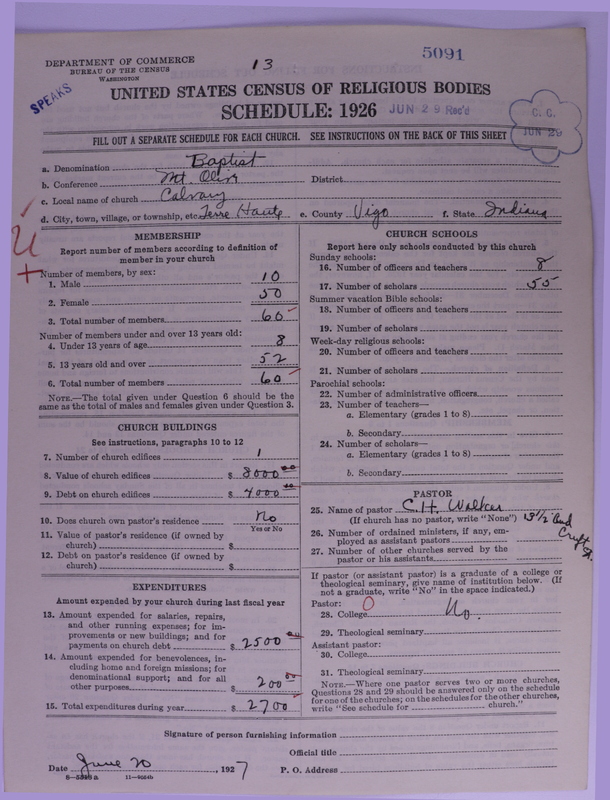 5091
13
DEPARTMENT OF COMMERCE
BUREAU OF THE CENSUS
WASHINGTON
SPEAKS
UNITED STATES CENSUS OF RELIGIOUS BODIES
SCHEDULE: 1926
JUN 29 Rec'd
C. C.
JUN 29
FILL OUT A SEPARATE SCHEDULE FOR EACH CHURCH. SEE INSTRUCTIONS ON THE BACK OF THIS SHEET
a. Denomination Baptist
b. Conference Mt. Olive District
c. Local name of church Calvary
d. City, town, village, or township, etc. Terre Haute e. County Vigo f. State Indiana
MEMBERSHIP
Report number of members according to definition of
member in your church
Number of members, by sex:
1. Male 10
2. Female 50
3. Total number of members 60
Number of members under and over 13 years old:
4. Under 13 years of age 8
5. 13 years old and over 52
6. Total number of members 60
NOTE.—The total given under Question 6 should be the
same as the total of males and females given under Question 3.
CHURCH BUILDINGS
See instructions, paragraphs 10 to 12
7. Number of church edifices 1
8. Value of church edifices $ 8000 00
9. Debt on church edifices $ 4000 00
10. Does church own pastor's residence No
Yes or No
11. Value of pastor's residence (if owned by
church) $
12. Debt on pastor's residence (if owned by
church) $
EXPENDITURES
Amount expended by your church during last fiscal year
13. Amount expended for salaries, repairs,
and other running expenses; for im-
provements or new buildings; and for
payments on church debt $ 2500 00
14. Amount expended for benevolences, in-
cluding home and foreign missions; for
denominational support; and for all
other purposes $ 200 00
15. Total expenditures during year $ 2700
CHURCH SCHOOLS
Report here only schools conducted by this church
Sunday schools:
16. Number of officers and teachers 8
17. Number of scholars 55
Summer vacation Bible schools:
18. Number of officers and teachers
19. Number of scholars
Week-day religious schools:
20. Number of officers and teachers
21. Number of scholars
Parochial schools:
22. Number of administrative officers
23. Number of teachers—
a. Elementary (grades 1 to 8)
b. Secondary
24. Number of scholars—
a. Elementary (grades 1 to 8)
b. Secondary
PASTOR
25. Name of pastor C. H. Walker 13 1/2 and
(If church has no pastor, write "None")
26. Number of ordained ministers, if any, em-
ployed as assistant pastors
27. Number of other churches served by the
pastor or his assistants
If pastor (or assistant pastor) is a graduate of a college or
theological seminary, give name of institution below. (If
not a graduate, write "No" in the space indicated.)
Pastor: 0
28. College No.
29. Theological seminary
Assistant pastor:
30. College
31. Theological seminary
NOTE.—Where one pastor serves two or more churches,
Questions 28 and 29 should be answered only on the schedule
for one of the churches; on the schedules for the other churches,
write "See schedule for church."
Signature of person furnishing information
Official title
Date June 20, 1927 P. O. Address